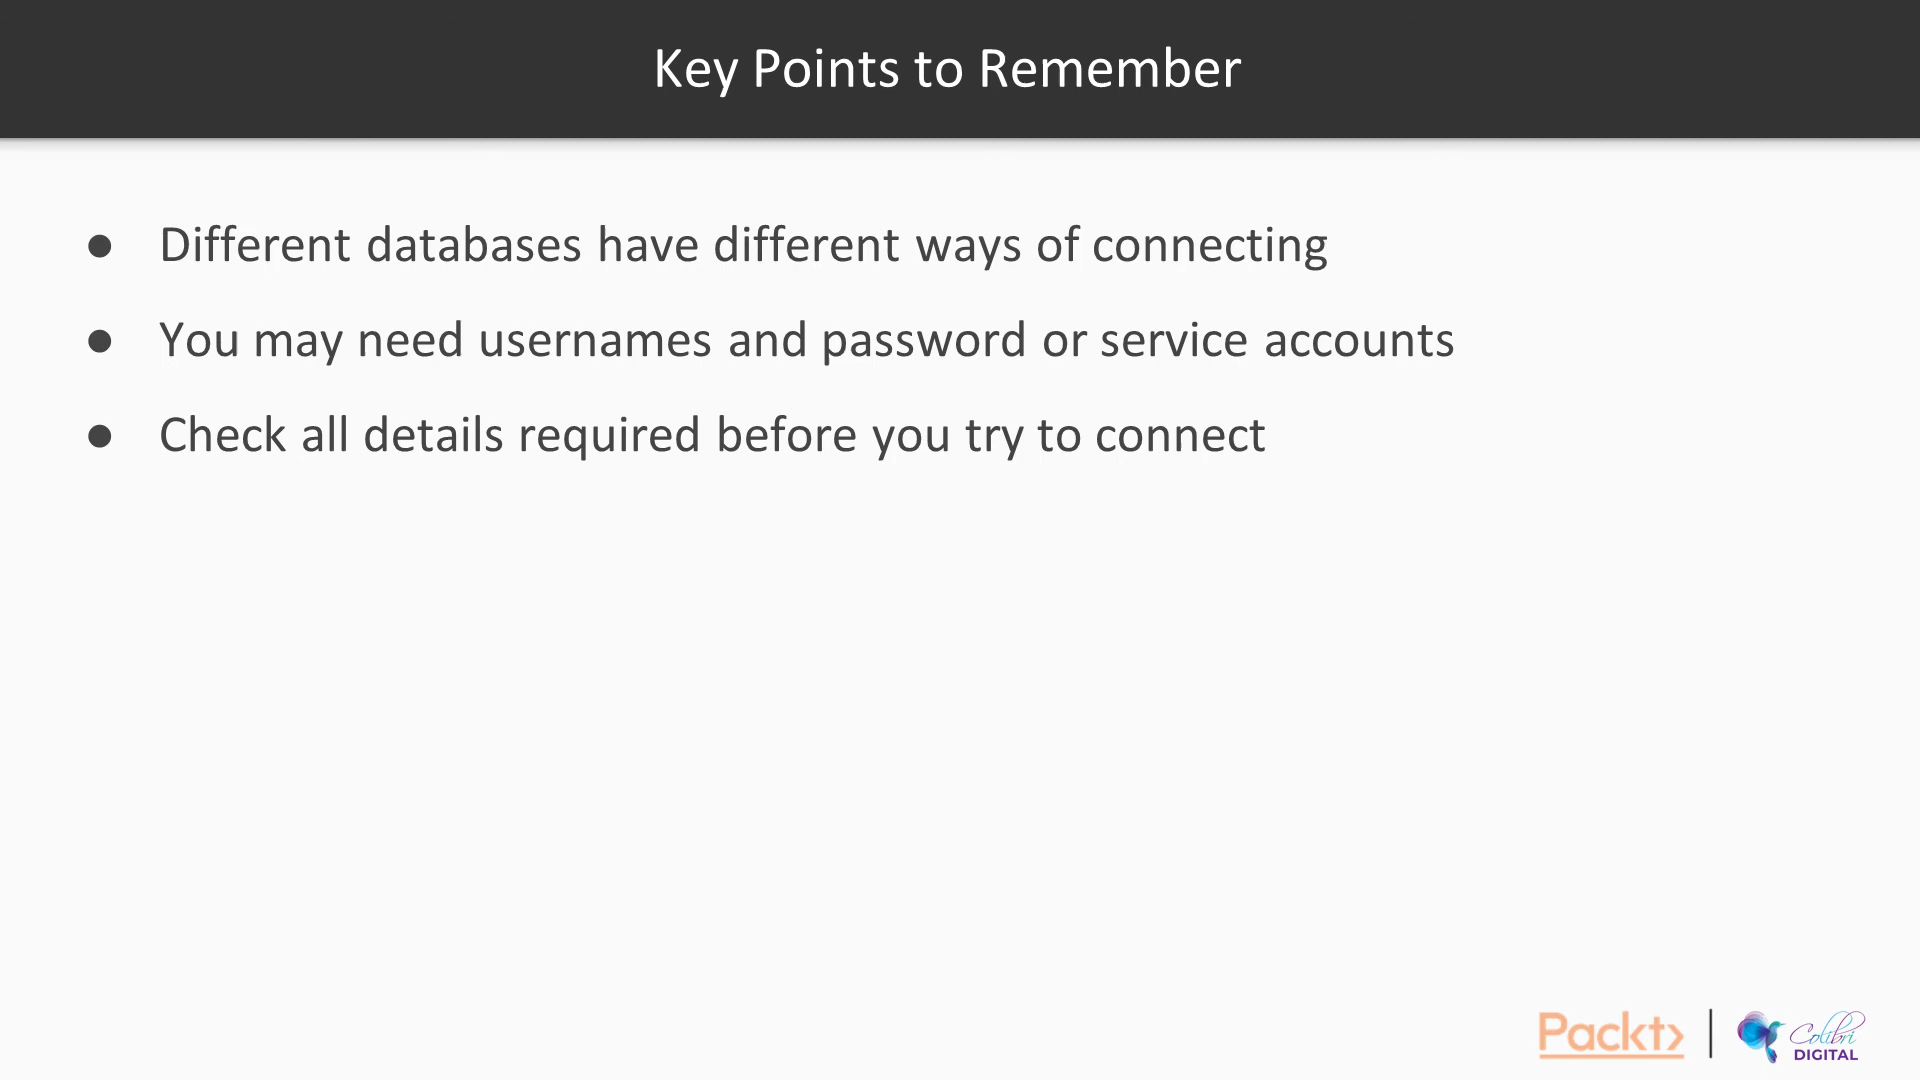 Key Points to Remember
● Different databases have different ways of connecting
● You may need usernames and password or service accounts
● Check all details required before you try to connect
Packt>
Colibri
DIGITAL